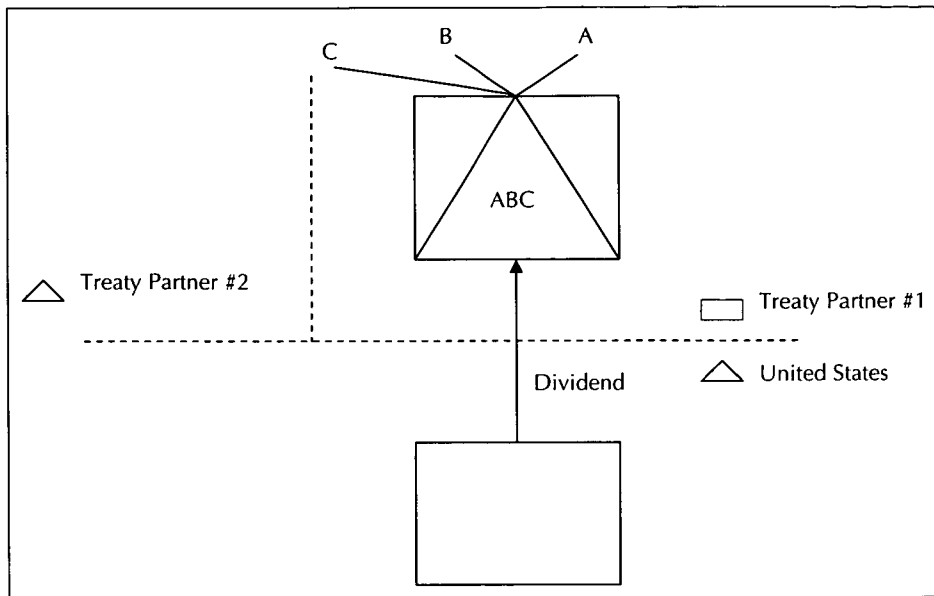 C
B
A
ABC
Treaty Partner #2
Treaty Partner #1
United States
Dividend